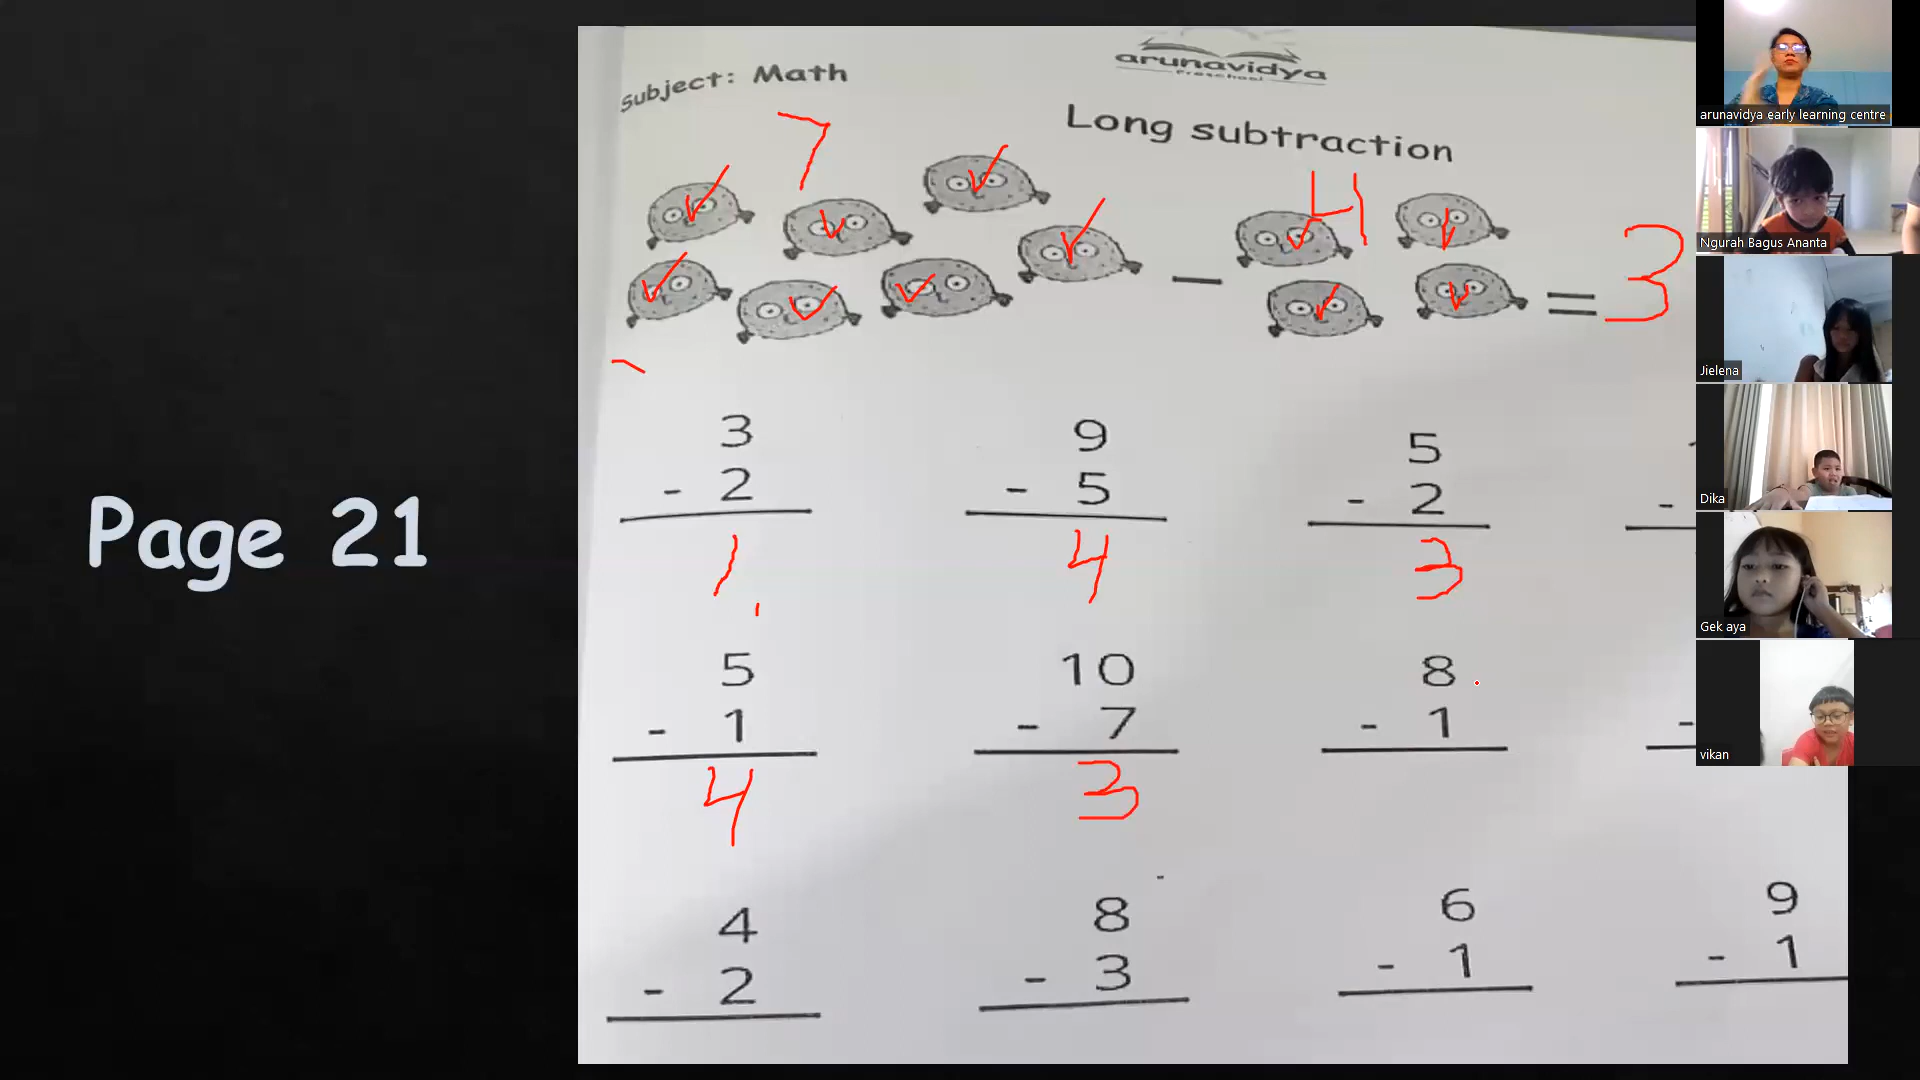 Page 21
Subject: Math
arunavidya
Preschool
Long subtraction
7
4
- = 3
3 9 5
- 2 - 5 - 2 -
1 4 3
5 10 8
- 1 - 7 - 1 -
4 3
4 8 6 9
- 2 - 3 - 1 - 1
arunavidya early learning centre
Ngurah Bagus Ananta
Jielena
Dika
Gek aya
vikan